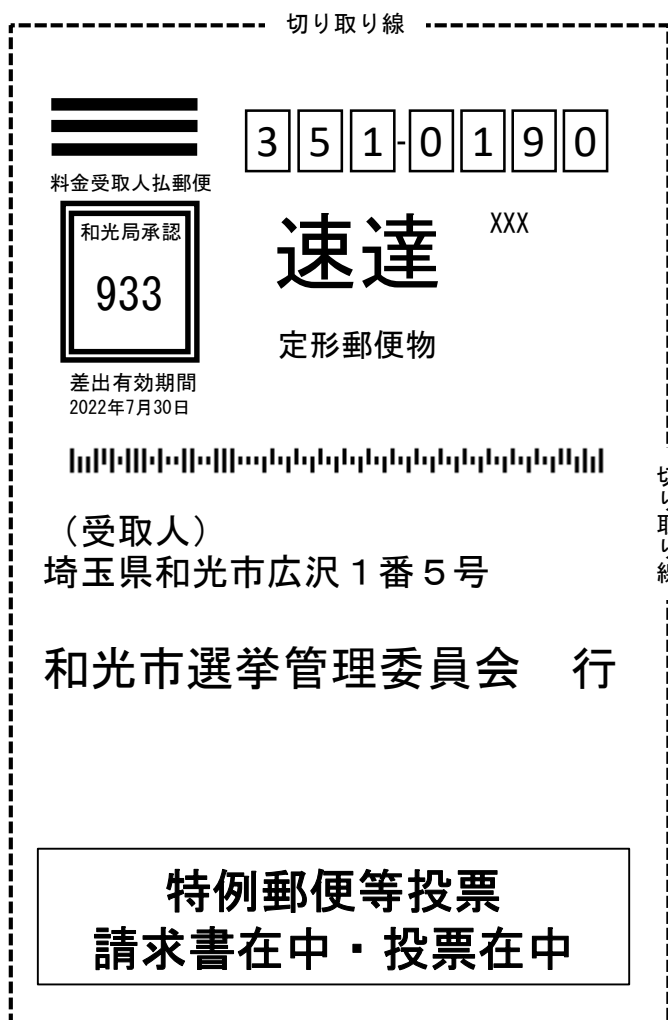 切り取り線
351-0190
料金受取人払郵便
和光局承認
933
差出有効期間
2022年7月30日
速達
XXX
定形郵便物
（受取人）
埼玉県和光市広沢１番５号
和光市選挙管理委員会　行
特例郵便等投票
請求書在中・投票在中
切り取り線